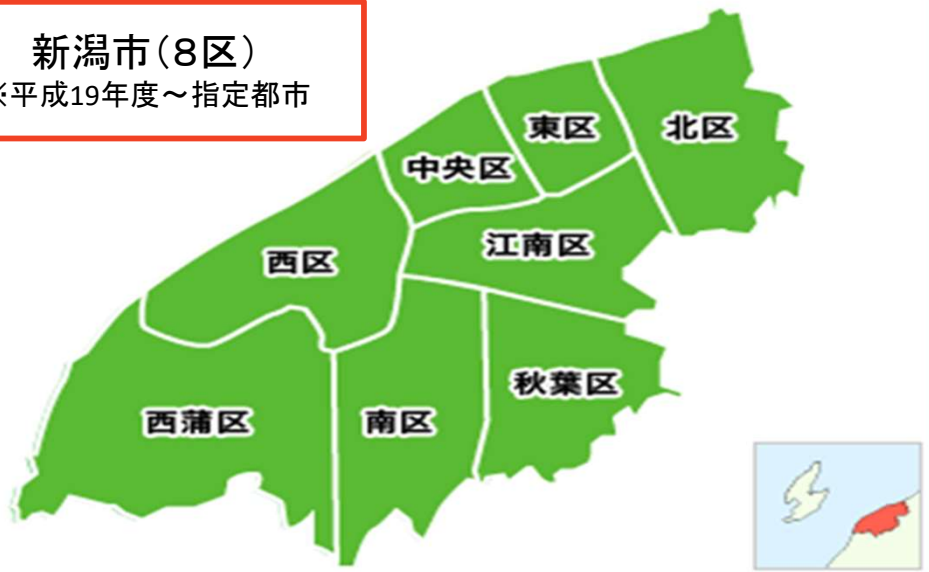 新潟市(８区)
※平成19年度～指定都市
北区
東区
中央区
江南区
西区
秋葉区
西蒲区
南区